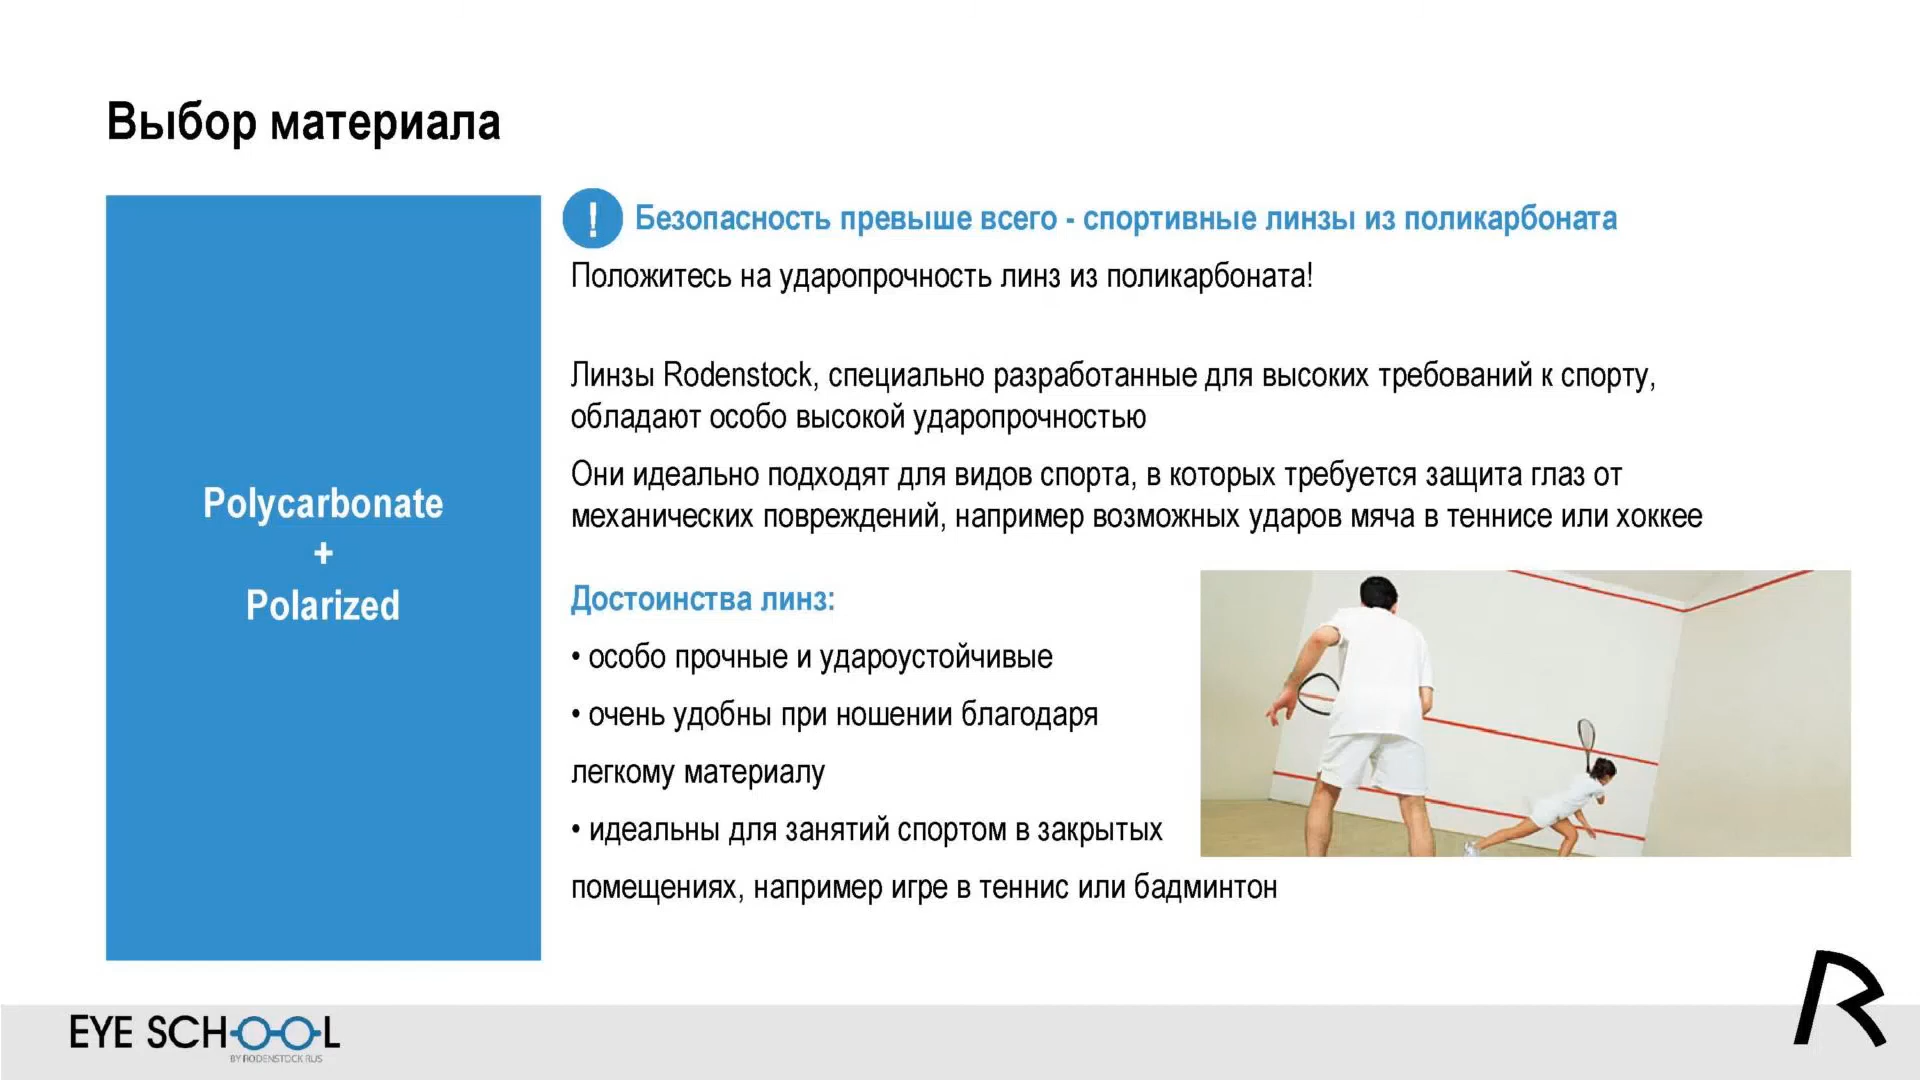 Выбор материала
Polycarbonate
+
Polarized
! Безопасность превыше всего - спортивные линзы из поликарбоната
Положитесь на ударопрочность линз из поликарбоната!
Линзы Rodenstock, специально разработанные для высоких требований к спорту,
обладают особо высокой ударопрочностью
Они идеально подходят для видов спорта, в которых требуется защита глаз от
механических повреждений, например возможных ударов мяча в теннисе или хоккее
Достоинства линз:
• особо прочные и удароустойчивые
• очень удобны при ношении благодаря
легкому материалу
• идеальны для занятий спортом в закрытых
помещениях, например игре в теннис или бадминтон
EYE SCHOOL
BY RODENSTOCK RUS
R